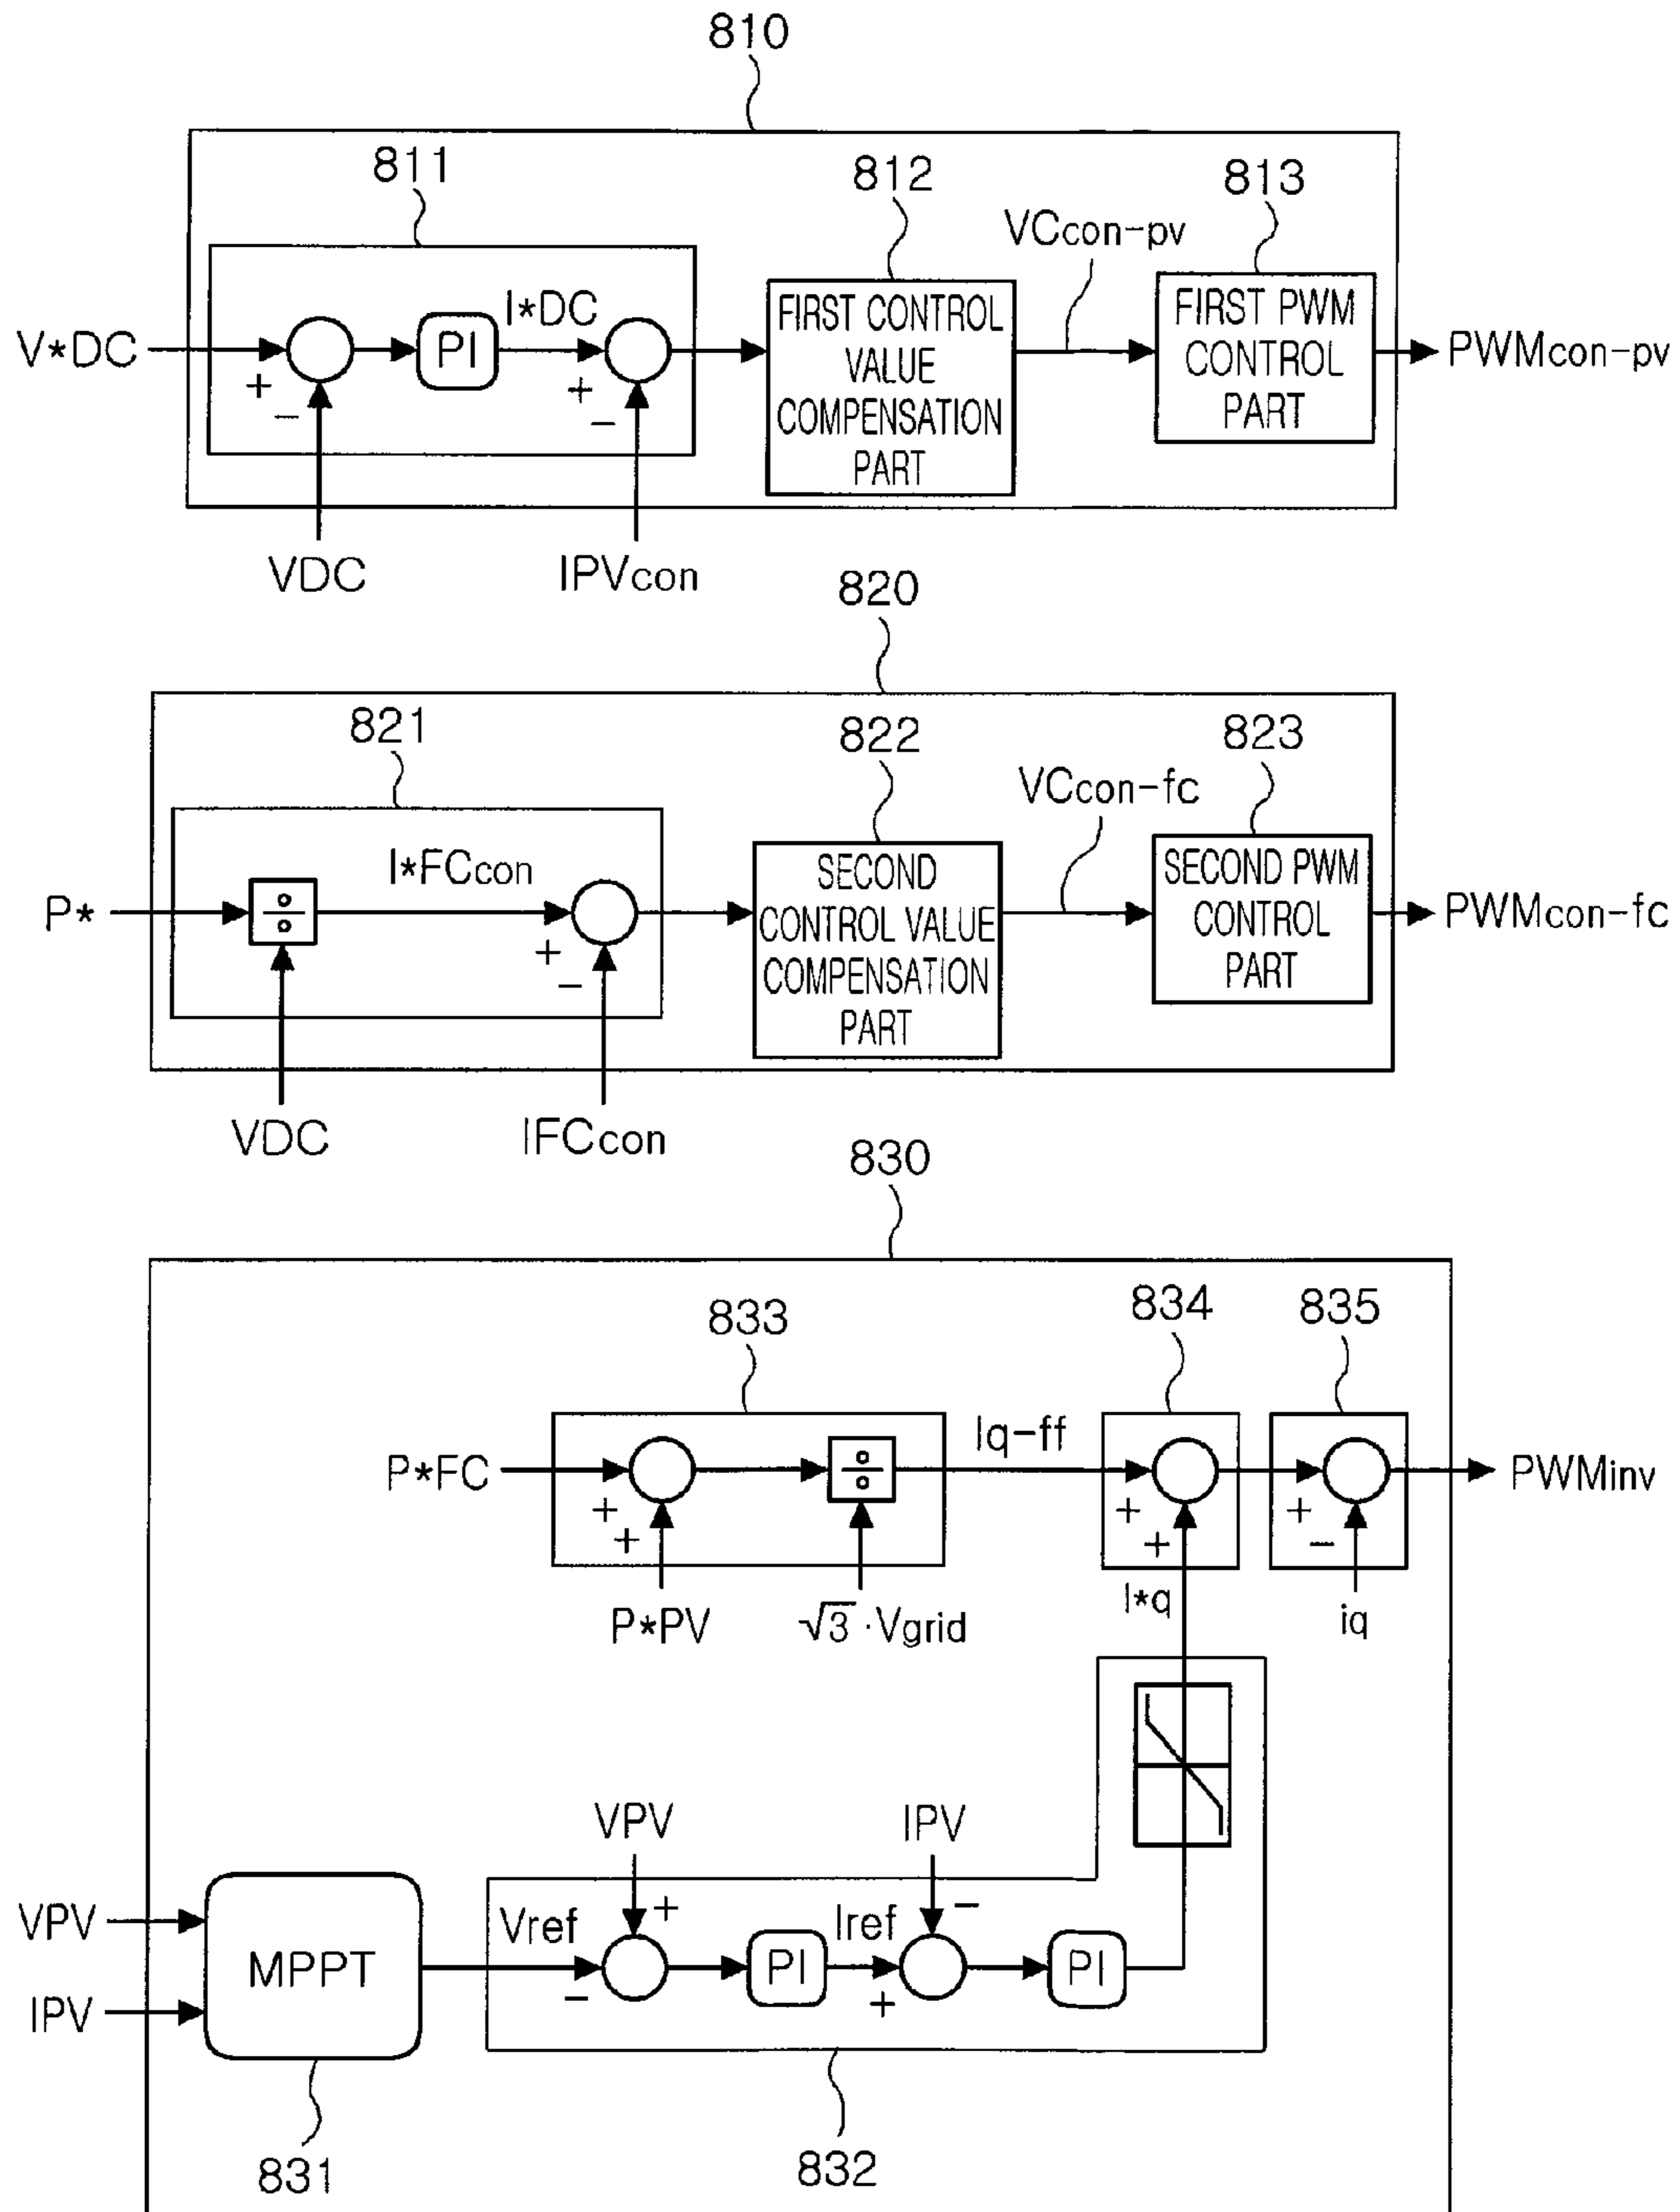 810
811
812
813
VCcon-pv
V*DC
+
−
PI
I*DC
+
−
FIRST CONTROL
VALUE
COMPENSATION
PART
FIRST PWM
CONTROL
PART
PWMcon-pv
VDC
IPVcon
820
821
822
823
VCcon-fc
P*
÷
I*FCcon
+
−
SECOND
CONTROL VALUE
COMPENSATION
PART
SECOND PWM
CONTROL
PART
PWMcon-fc
VDC
IFCcon
830
833
834
835
P*FC
+
+
÷
Iq-ff
+
+
+
−
PWMinv
P*PV
√3·Vgrid
I*q
iq
VPV
IPV
VPV
IPV
MPPT
Vref
+
−
PI
Iref
−
+
PI
831
832